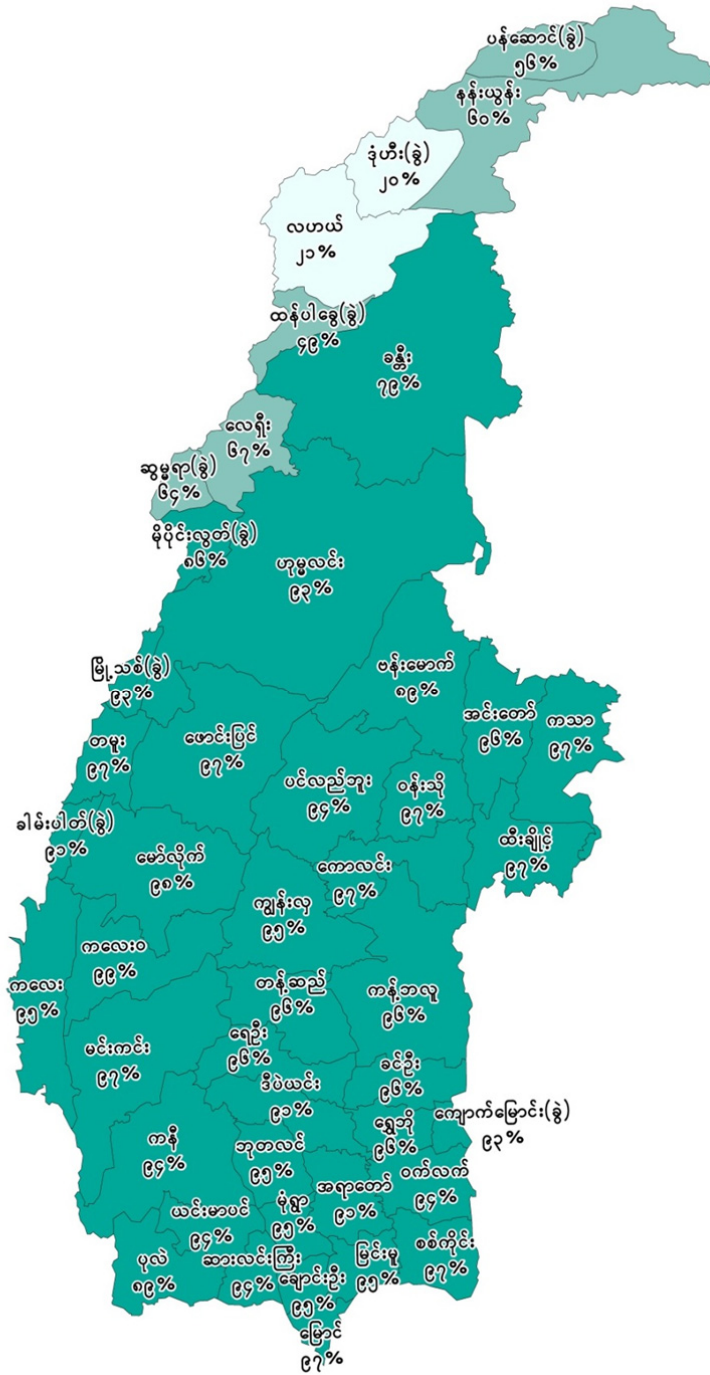 ပန်ဆောင်(ခွဲ)
၅၆%
နန်းယွန်း
၆၀%
ဒုံဟီး(ခွဲ)
၂၀%
လဟယ်
၂၁%
ထန်ပါခွေ(ခွဲ)
၄၉%
ခန္တီး
၇၉%
လေရှီး
၆၇%
ဆွမ္မရာ(ခွဲ)
၆၄%
မိုပိုင်းလွတ်(ခွဲ)
၈၆%
ဟုမ္မလင်း
၉၃%
မြို့သစ်(ခွဲ)
၉၃%
ဗန်းမောက်
၈၉%
အင်းတော်
၉၆%
ကသာ
၉၇%
တမူး
၉၇%
ဖောင်းပြင်
၉၇%
ပင်လည်ဘူး
၉၄%
ဝန်းသို
၉၇%
ခါမ်းပါတ်(ခွဲ)
၉၁%
မော်လိုက်
၉၈%
ကောလင်း
၉၇%
ထီးချိုင့်
၉၇%
ကျွန်းလှ
၉၅%
ကလေးဝ
၉၉%
ကလေး
၉၅%
တန့်ဆည်
၉၆%
ကန့်ဘလူ
၉၆%
မင်းကင်း
၉၇%
ရေဦး
၉၆%
ခင်ဦး
၉၆%
ဒီပဲယင်း
၉၁%
ကျောက်မြောင်း(ခွဲ)
၉၃%
ရွှေဘို
၉၆%
ကနီ
၉၄%
ဘုတလင်
၉၅%
ဝက်လက်
၉၄%
အရာတော်
၉၁%
မုံရွာ
၉၅%
ယင်းမာပင်
၉၄%
စစ်ကိုင်း
၉၇%
မြင်းမူ
၉၅%
ပုလဲ
၈၉%
ဆားလင်းကြီး
၉၄%
ချောင်းဦး
၉၅%
မြောင်
၉၇%